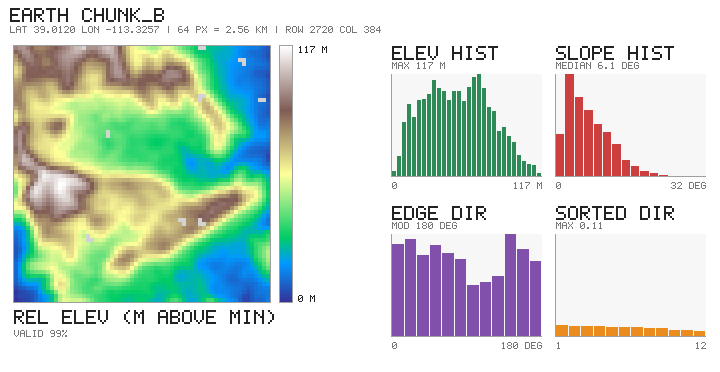 EARTH CHUNK_B
LAT 39.0120 LON -113.3257 | 64 PX = 2.56 KM | ROW 2720 COL 384
117 M
0 M
REL ELEV (M ABOVE MIN)
VALID 99%
ELEV HIST
MAX 117 M
0 117 M
SLOPE HIST
MEDIAN 6.1 DEG
0 32 DEG
EDGE DIR
MOD 180 DEG
0 180 DEG
SORTED DIR
MAX 0.11
1 12